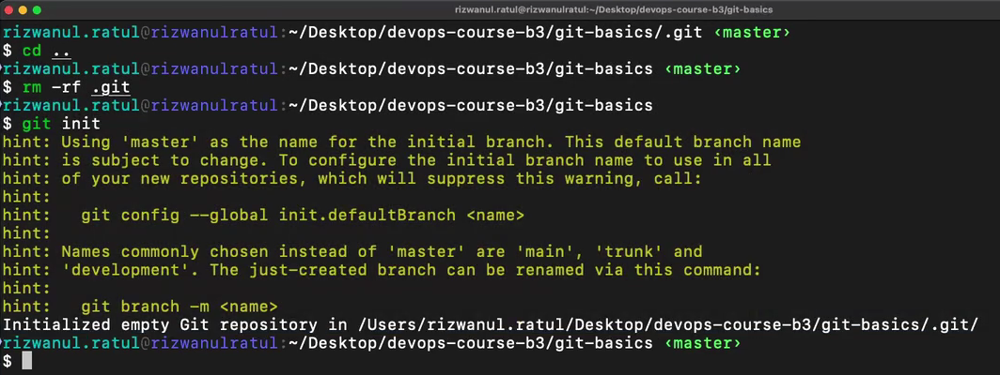 rizwanul.ratul@rizwanulratul:~/Desktop/devops-course-b3/git-basics
rizwanul.ratul@rizwanulratul:~/Desktop/devops-course-b3/git-basics/.git ‹master›
$ cd ..
rizwanul.ratul@rizwanulratul:~/Desktop/devops-course-b3/git-basics ‹master›
$ rm -rf .git
rizwanul.ratul@rizwanulratul:~/Desktop/devops-course-b3/git-basics
$ git init
hint: Using 'master' as the name for the initial branch. This default branch name
hint: is subject to change. To configure the initial branch name to use in all
hint: of your new repositories, which will suppress this warning, call:
hint:
hint:   git config --global init.defaultBranch <name>
hint:
hint: Names commonly chosen instead of 'master' are 'main', 'trunk' and
hint: 'development'. The just-created branch can be renamed via this command:
hint:
hint:   git branch -m <name>
Initialized empty Git repository in /Users/rizwanul.ratul/Desktop/devops-course-b3/git-basics/.git/
rizwanul.ratul@rizwanulratul:~/Desktop/devops-course-b3/git-basics ‹master›
$